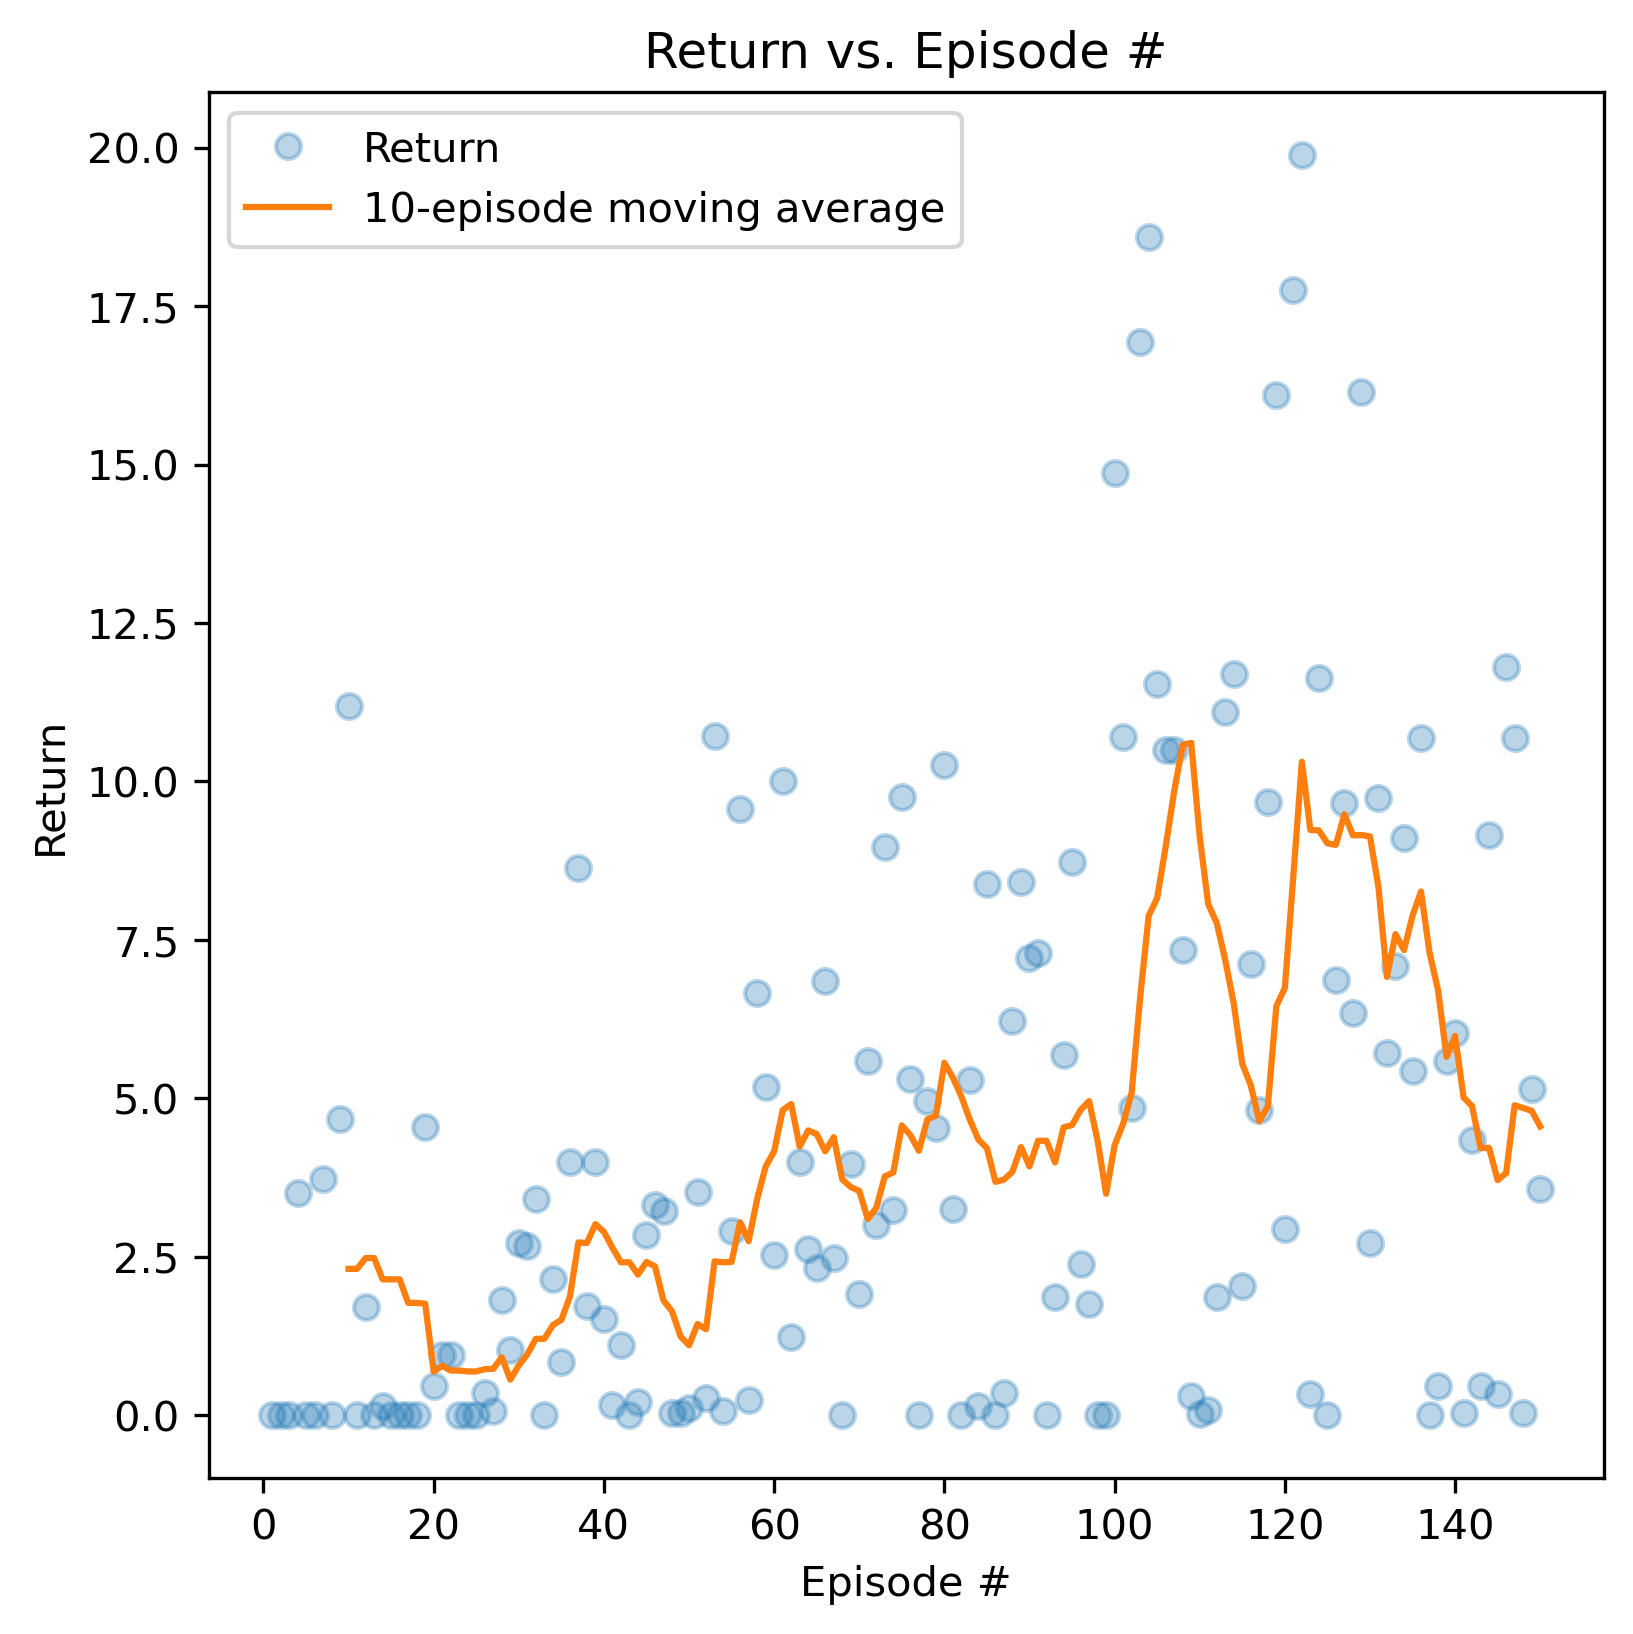 Return vs. Episode #
Return
10-episode moving average
20.0
17.5
15.0
12.5
10.0
7.5
5.0
2.5
0.0
Return
0 20 40 60 80 100 120 140
Episode #